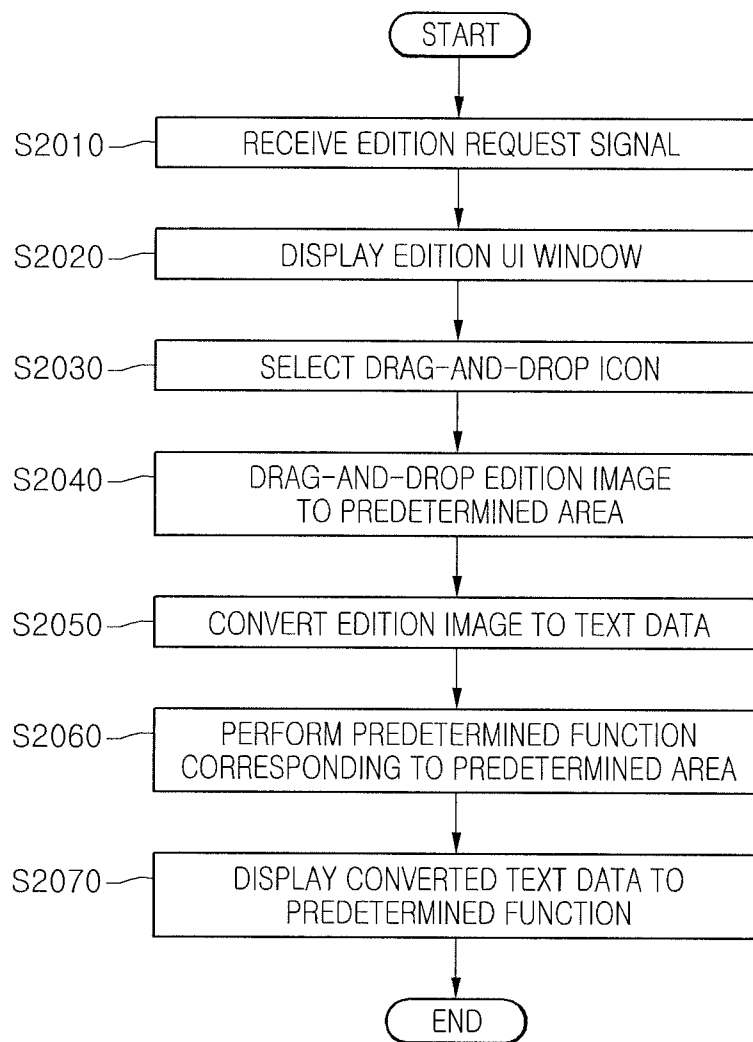 START
S2010
RECEIVE EDITION REQUEST SIGNAL
S2020
DISPLAY EDITION UI WINDOW
S2030
SELECT DRAG-AND-DROP ICON
S2040
DRAG-AND-DROP EDITION IMAGE
TO PREDETERMINED AREA
S2050
CONVERT EDITION IMAGE TO TEXT DATA
S2060
PERFORM PREDETERMINED FUNCTION
CORRESPONDING TO PREDETERMINED AREA
S2070
DISPLAY CONVERTED TEXT DATA TO
PREDETERMINED FUNCTION
END